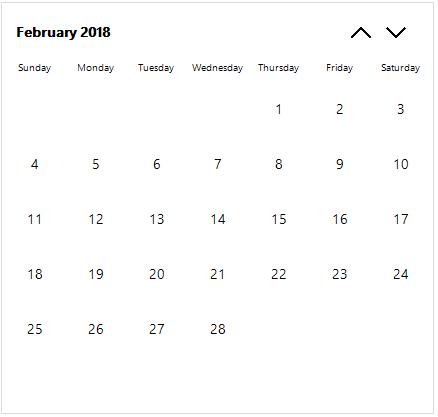 February 2018
Sunday Monday Tuesday Wednesday Thursday Friday Saturday
1 2 3
4 5 6 7 8 9 10
11 12 13 14 15 16 17
18 19 20 21 22 23 24
25 26 27 28